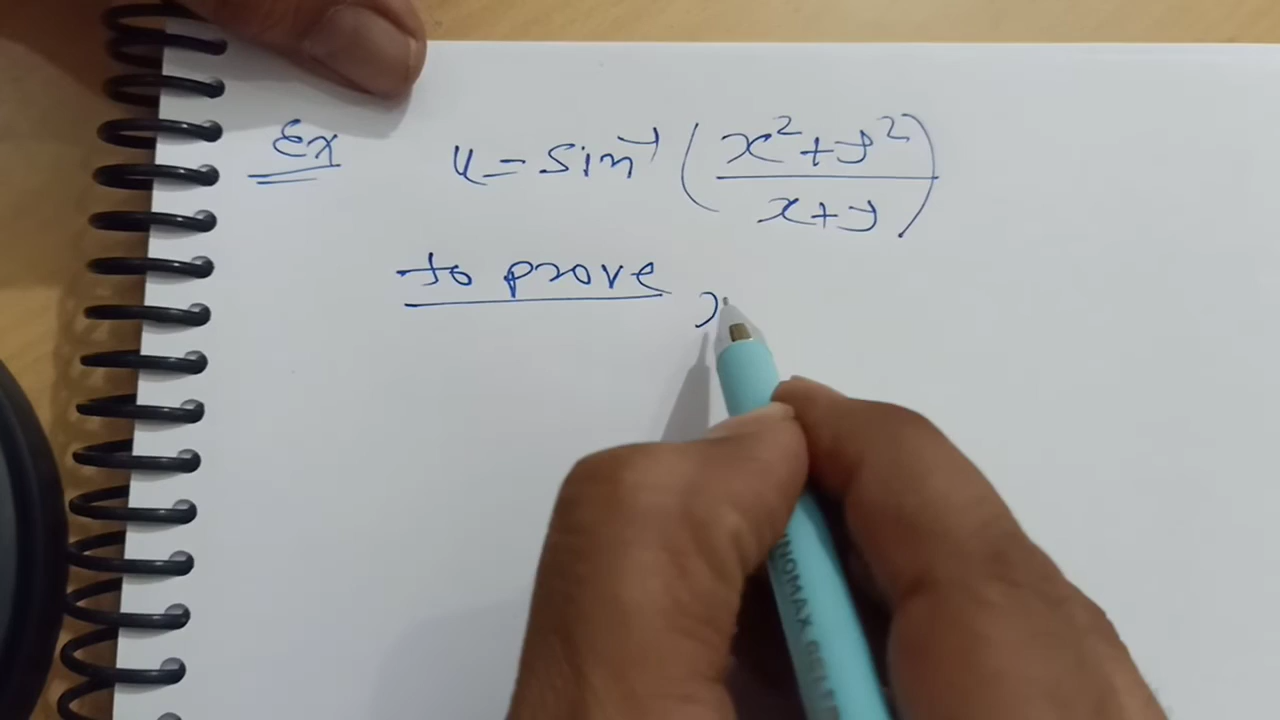 Ex u = sin⁻¹ (x² + y² / x + y)
to prove